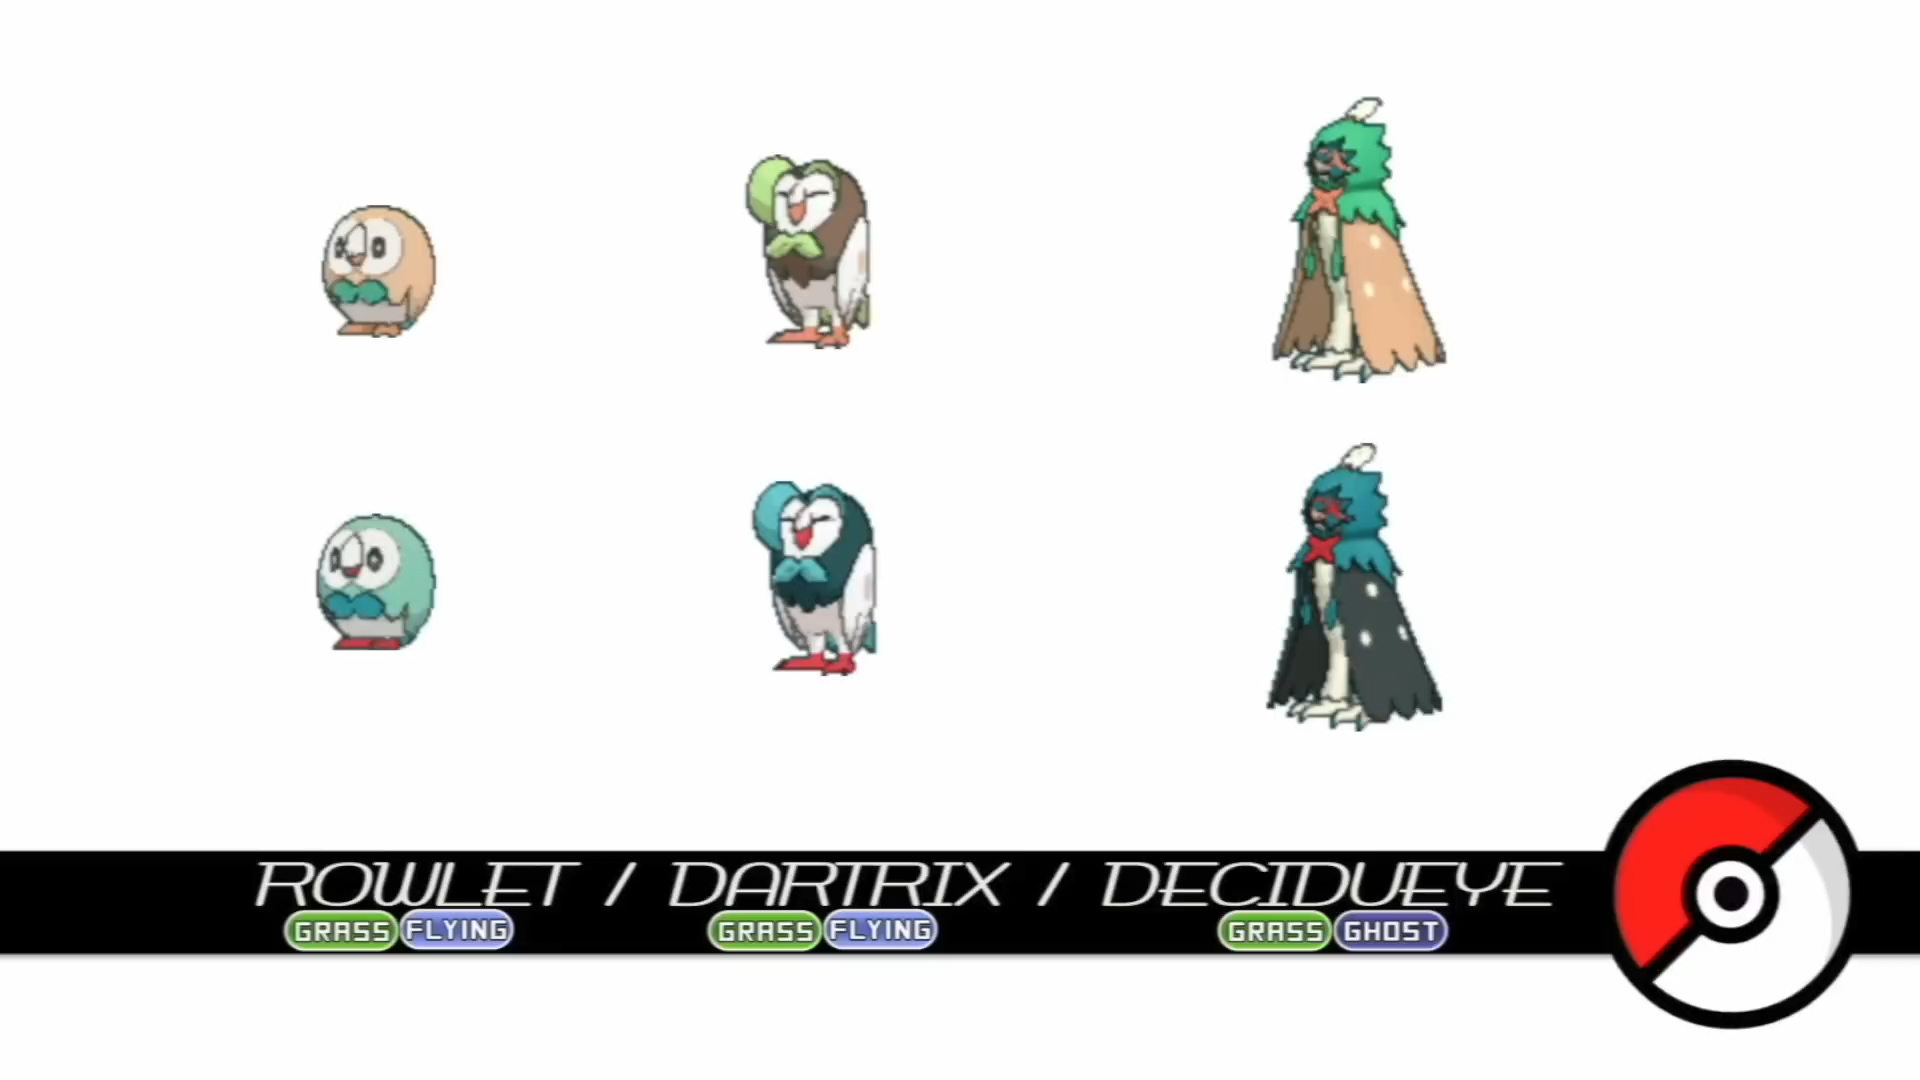 ROWLET / DARTRIX / DECIDUEYE
GRASS FLYING GRASS FLYING GRASS GHOST